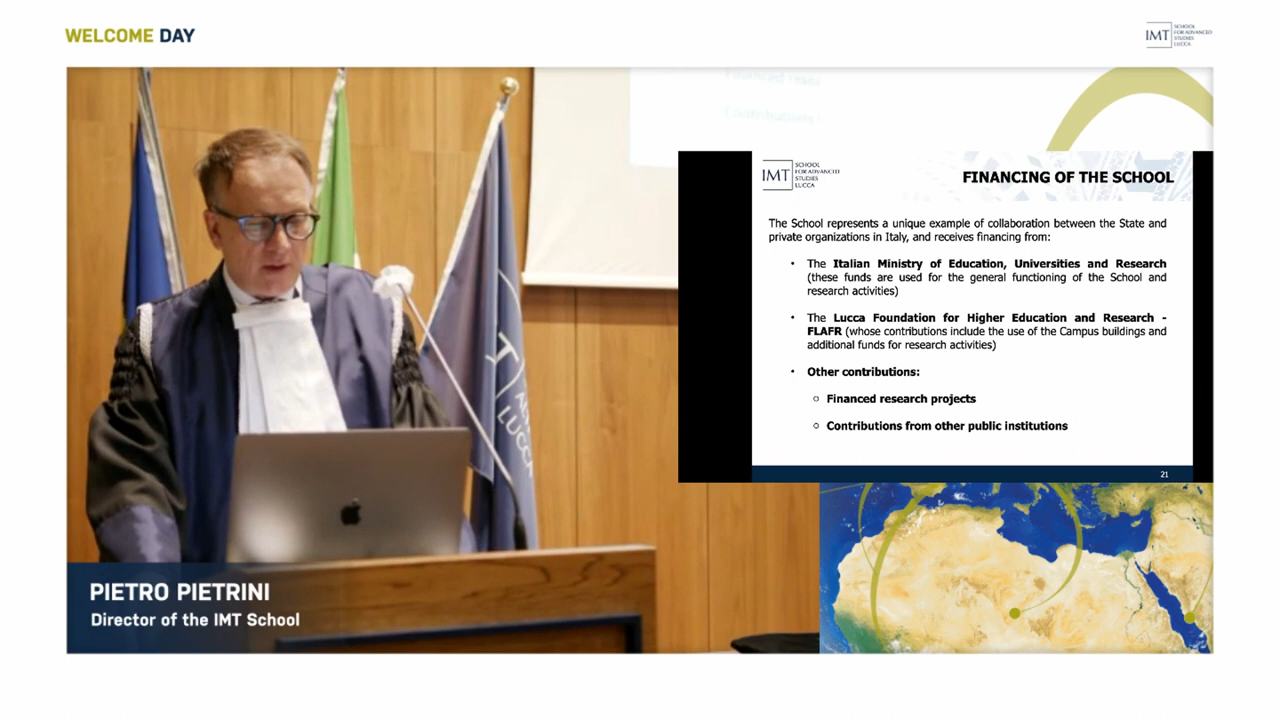 WELCOME DAY
IMT
SCHOOL
FOR ADVANCED
STUDIES
LUCCA
IMT
SCHOOL
FOR ADVANCED
STUDIES
LUCCA
FINANCING OF THE SCHOOL
The School represents a unique example of collaboration between the State and
private organizations in Italy, and receives financing from:
• The Italian Ministry of Education, Universities and Research
(these funds are used for the general functioning of the School and
research activities)
• The Lucca Foundation for Higher Education and Research -
FLAFR (whose contributions include the use of the Campus buildings and
additional funds for research activities)
• Other contributions:
○ Financed research projects
○ Contributions from other public institutions
21
LUCCA
PIETRO PIETRINI
Director of the IMT School